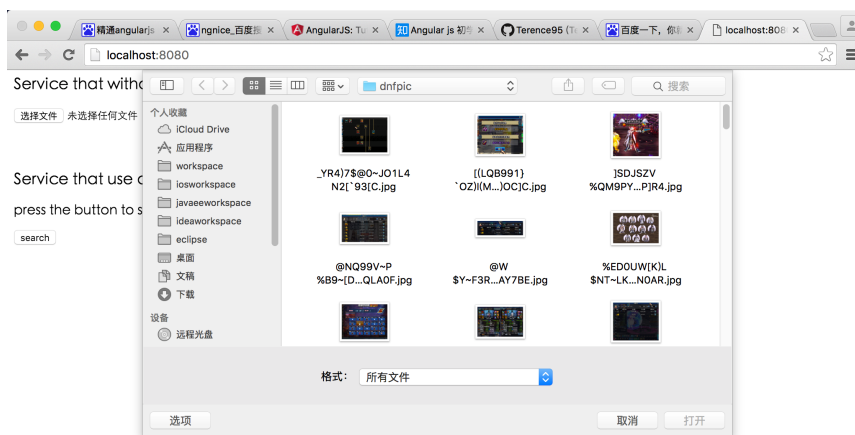 精通angularjs
ngnice_百度搜
AngularJS: Tu
Angular js 初学
Terence95 (Te
百度一下，你就
localhost:808
localhost:8080
Service that witho
选择文件 未选择任何文件
Service that use c
press the button to s
search
dnfpic
搜索
个人收藏
iCloud Drive
应用程序
workspace
iosworkspace
javaeeworkspace
ideaworkspace
eclipse
桌面
文稿
下载
设备
远程光盘
_YR4)7$@0~JO1L4
N2[`93[C.jpg
[(LQB991}
`OZ)I(M...)OC]C.jpg
]SDJSZV
%QM9PY...P]R4.jpg
@NQ99V~P
%B9~[D...QLA0F.jpg
@W
$Y~F3R...AY7BE.jpg
%ED0UW[K)L
$NT~LK...N0AR.jpg
格式：
所有文件
选项
取消
打开